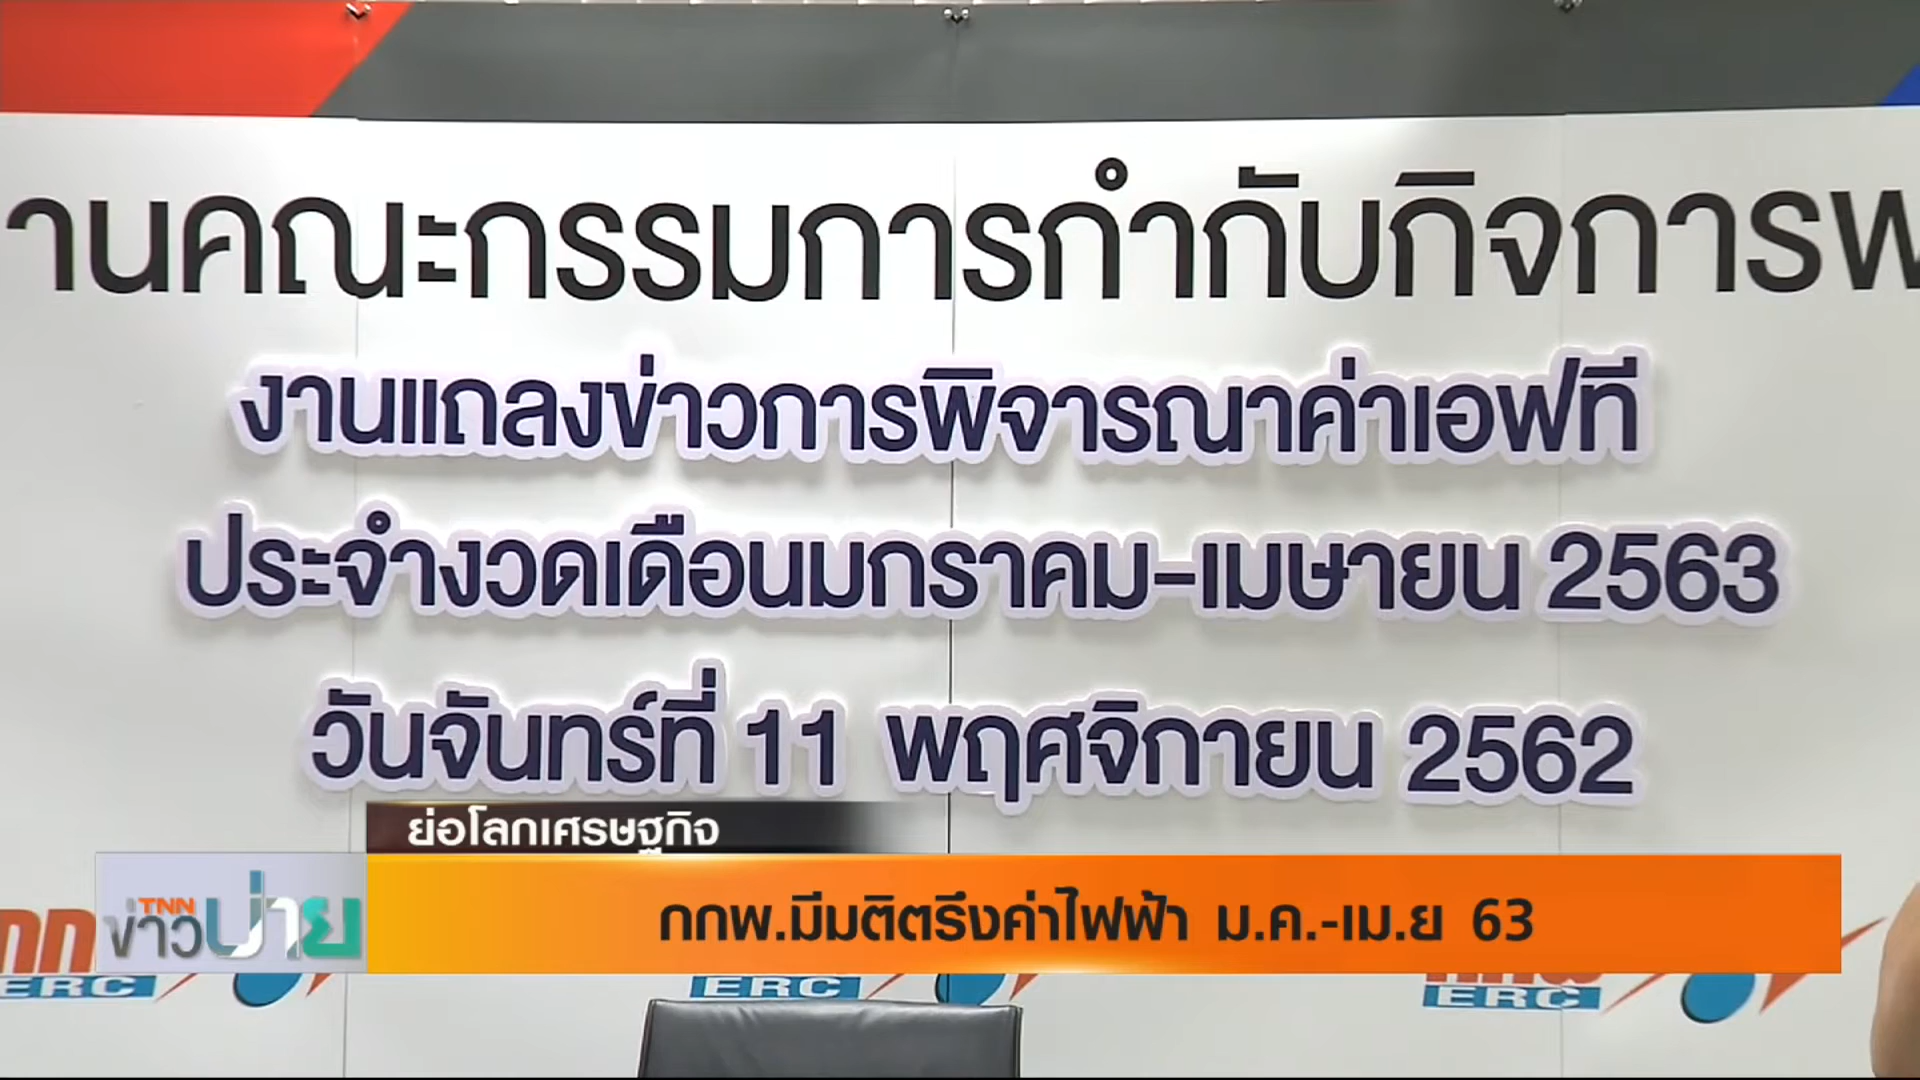 านคณะกรรมการกำกับกิจการพ
งานแถลงข่าวการพิจารณาค่าเอฟที
ประจำงวดเดือนมกราคม-เมษายน 2563
วันจันทร์ที่ 11 พฤศจิกายน 2562
ย่อโลกเศรษฐกิจ
TNN
ข่าวบ่าย
กกพ.มีมติตรึงค่าไฟฟ้า ม.ค.-เม.ย 63
ERC
ERC
ERC